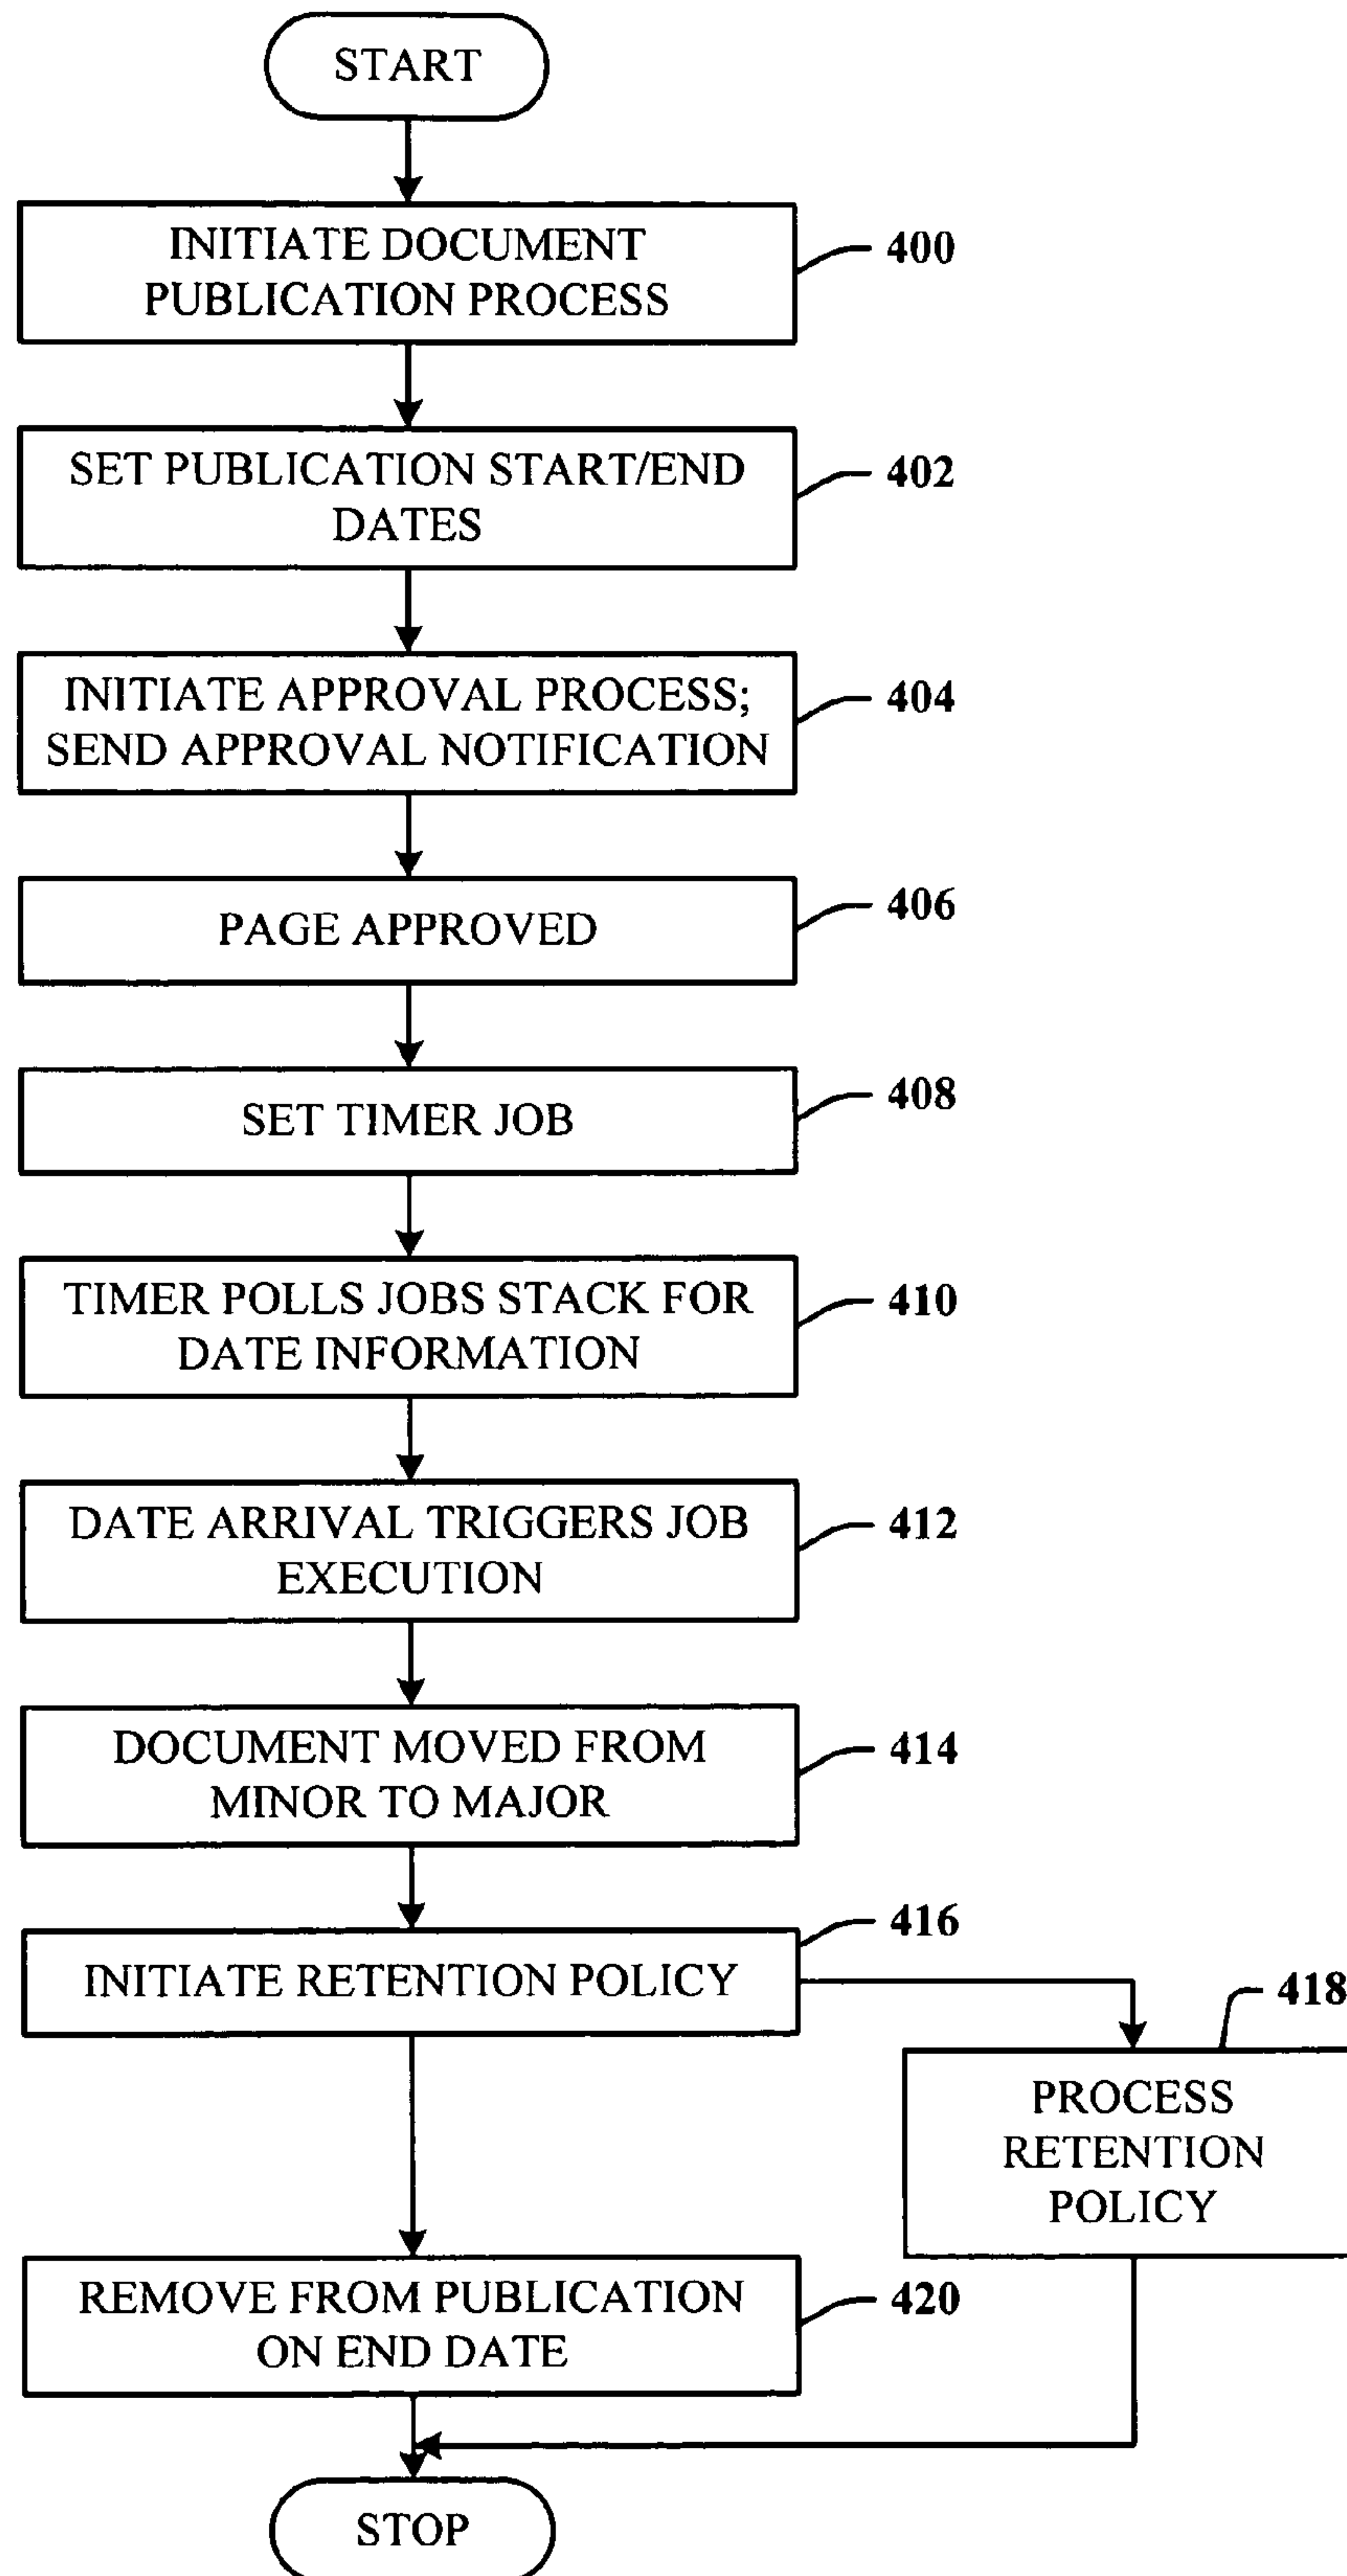 START
INITIATE DOCUMENT
PUBLICATION PROCESS
400
SET PUBLICATION START/END
DATES
402
INITIATE APPROVAL PROCESS;
SEND APPROVAL NOTIFICATION
404
PAGE APPROVED
406
SET TIMER JOB
408
TIMER POLLS JOBS STACK FOR
DATE INFORMATION
410
DATE ARRIVAL TRIGGERS JOB
EXECUTION
412
DOCUMENT MOVED FROM
MINOR TO MAJOR
414
INITIATE RETENTION POLICY
416
PROCESS
RETENTION
POLICY
418
REMOVE FROM PUBLICATION
ON END DATE
420
STOP